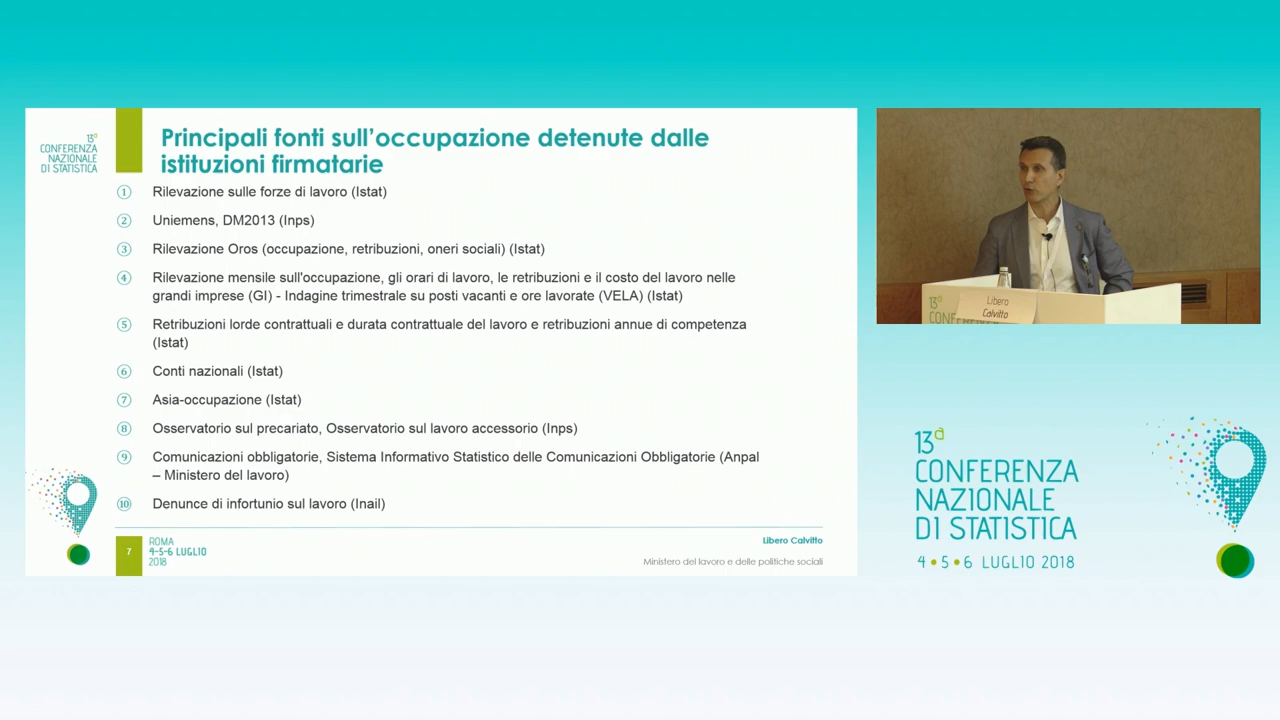 13ª
CONFERENZA
NAZIONALE
DI STATISTICA
Principali fonti sull’occupazione detenute dalle
istituzioni firmatarie
1 Rilevazione sulle forze di lavoro (Istat)
2 Uniemens, DM2013 (Inps)
3 Rilevazione Oros (occupazione, retribuzioni, oneri sociali) (Istat)
4 Rilevazione mensile sull'occupazione, gli orari di lavoro, le retribuzioni e il costo del lavoro nelle
grandi imprese (GI) - Indagine trimestrale su posti vacanti e ore lavorate (VELA) (Istat)
5 Retribuzioni lorde contrattuali e durata contrattuale del lavoro e retribuzioni annue di competenza
(Istat)
6 Conti nazionali (Istat)
7 Asia-occupazione (Istat)
8 Osservatorio sul precariato, Osservatorio sul lavoro accessorio (Inps)
9 Comunicazioni obbligatorie, Sistema Informativo Statistico delle Comunicazioni Obbligatorie (Anpal
– Ministero del lavoro)
10 Denunce di infortunio sul lavoro (Inail)
7
ROMA
4-5-6 LUGLIO
2018
Libero Calvitto
Ministero del lavoro e delle politiche sociali
13ª
CONFERENZA
Libero
Calvitto
13ª
CONFERENZA
NAZIONALE
DI STATISTICA
4 • 5 • 6 LUGLIO 2018